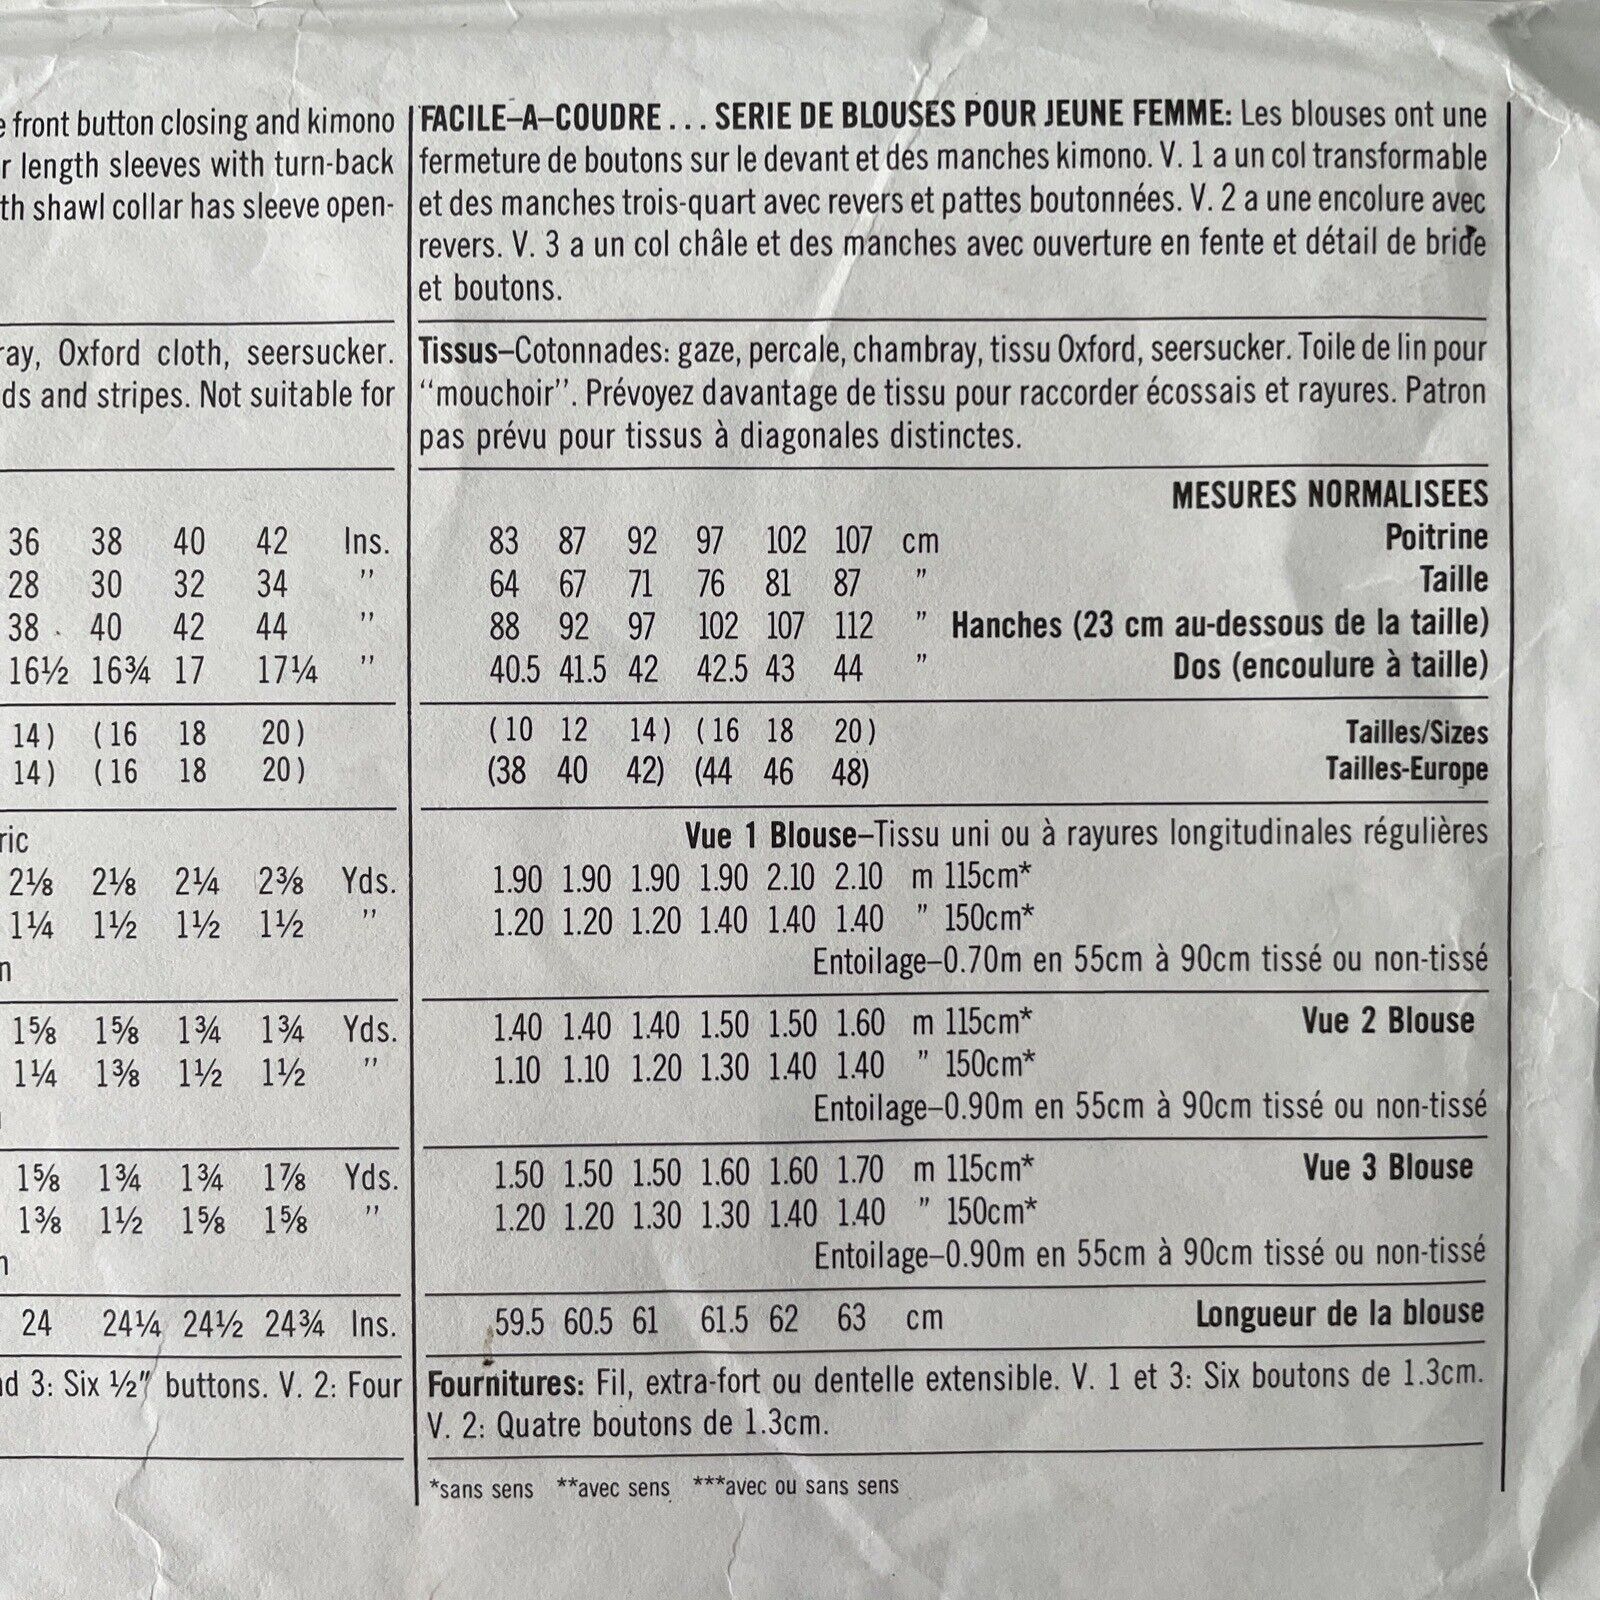 e front button closing and kimono
r length sleeves with turn-back
th shawl collar has sleeve open-
ray, Oxford cloth, seersucker.
ds and stripes. Not suitable for
36 38 40 42 Ins.
28 30 32 34 "
38 40 42 44 "
16½ 16¾ 17 17¼ "
14) (16 18 20)
14) (16 18 20)
ric
2⅛ 2⅛ 2¼ 2⅜ Yds.
1¼ 1½ 1½ 1½ "
n
1⅝ 1⅝ 1¾ 1¾ Yds.
1¼ 1⅜ 1½ 1½ "
1⅝ 1¾ 1¾ 1⅞ Yds.
1⅜ 1½ 1⅝ 1⅝ "
n
24 24¼ 24½ 24¾ Ins.
nd 3: Six ½" buttons. V. 2: Four
FACILE–A–COUDRE . . . SERIE DE BLOUSES POUR JEUNE FEMME: Les blouses ont une
fermeture de boutons sur le devant et des manches kimono. V. 1 a un col transformable
et des manches trois-quart avec revers et pattes boutonnées. V. 2 a une encolure avec
revers. V. 3 a un col châle et des manches avec ouverture en fente et détail de bride
et boutons.
Tissus–Cotonnades: gaze, percale, chambray, tissu Oxford, seersucker. Toile de lin pour
"mouchoir". Prévoyez davantage de tissu pour raccorder écossais et rayures. Patron
pas prévu pour tissus à diagonales distinctes.
MESURES NORMALISEES
83 87 92 97 102 107 cm Poitrine
64 67 71 76 81 87 " Taille
88 92 97 102 107 112 " Hanches (23 cm au-dessous de la taille)
40.5 41.5 42 42.5 43 44 " Dos (encoulure à taille)
(10 12 14) (16 18 20) Tailles/Sizes
(38 40 42) (44 46 48) Tailles-Europe
Vue 1 Blouse–Tissu uni ou à rayures longitudinales régulières
1.90 1.90 1.90 1.90 2.10 2.10 m 115cm*
1.20 1.20 1.20 1.40 1.40 1.40 " 150cm*
Entoilage–0.70m en 55cm à 90cm tissé ou non-tissé
1.40 1.40 1.40 1.50 1.50 1.60 m 115cm* Vue 2 Blouse
1.10 1.10 1.20 1.30 1.40 1.40 " 150cm*
Entoilage–0.90m en 55cm à 90cm tissé ou non-tissé
1.50 1.50 1.50 1.60 1.60 1.70 m 115cm* Vue 3 Blouse
1.20 1.20 1.30 1.30 1.40 1.40 " 150cm*
Entoilage–0.90m en 55cm à 90cm tissé ou non-tissé
59.5 60.5 61 61.5 62 63 cm Longueur de la blouse
Fournitures: Fil, extra-fort ou dentelle extensible. V. 1 et 3: Six boutons de 1.3cm.
V. 2: Quatre boutons de 1.3cm.
*sans sens **avec sens ***avec ou sans sens